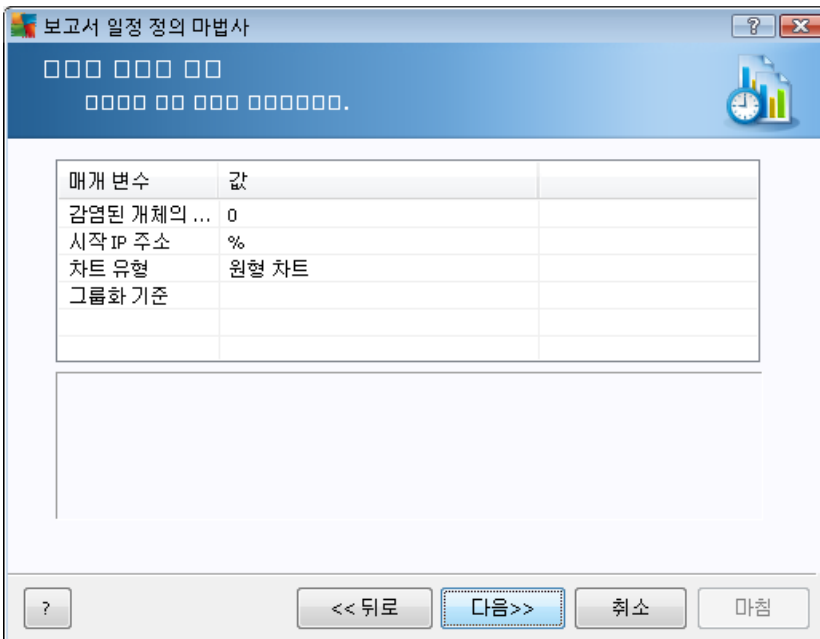 보고서 일정 정의 마법사
매개 변수 값
감염된 개체의 ... 0
시작 IP 주소 %
차트 유형 원형 차트
그룹화 기준
? << 뒤로 다음>> 취소 마침